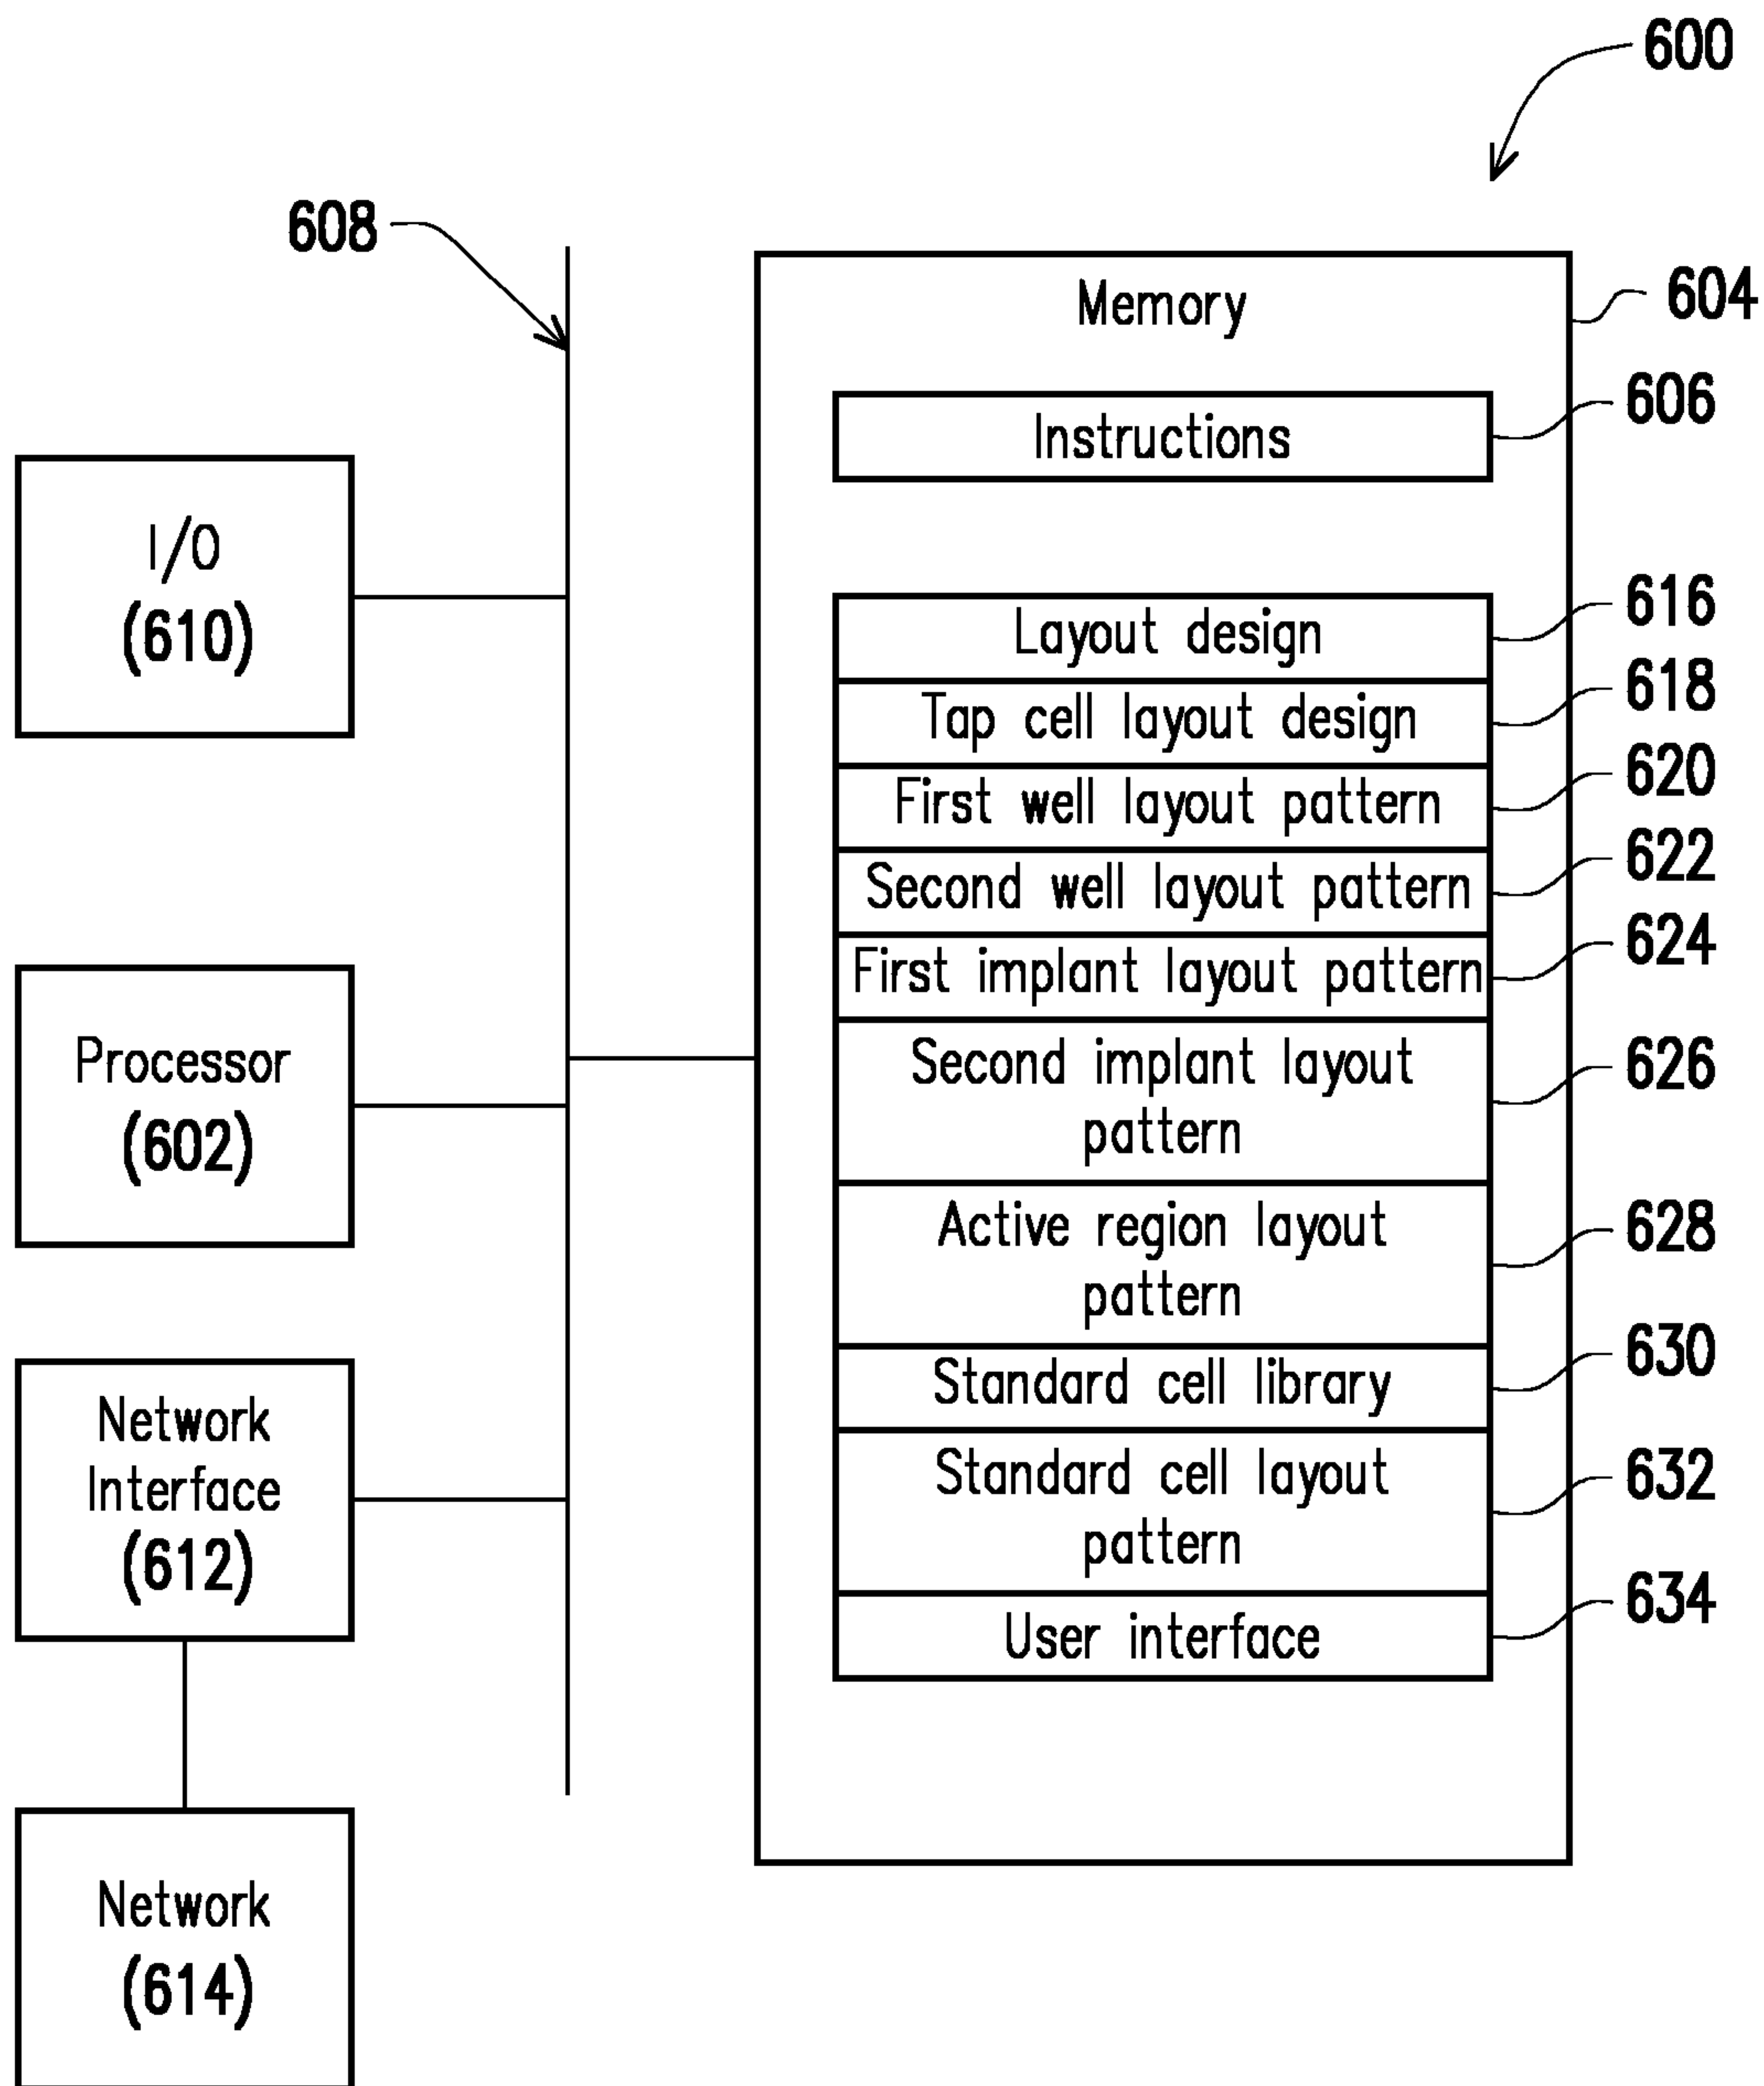 600
608
Memory
604
Instructions
606
I/O
(610)
Layout design
616
Tap cell layout design
618
First well layout pattern
620
Second well layout pattern
622
First implant layout pattern
624
Processor
(602)
Second implant layout
pattern
626
Active region layout
pattern
628
Network
Interface
(612)
Standard cell library
630
Standard cell layout
pattern
632
User interface
634
Network
(614)